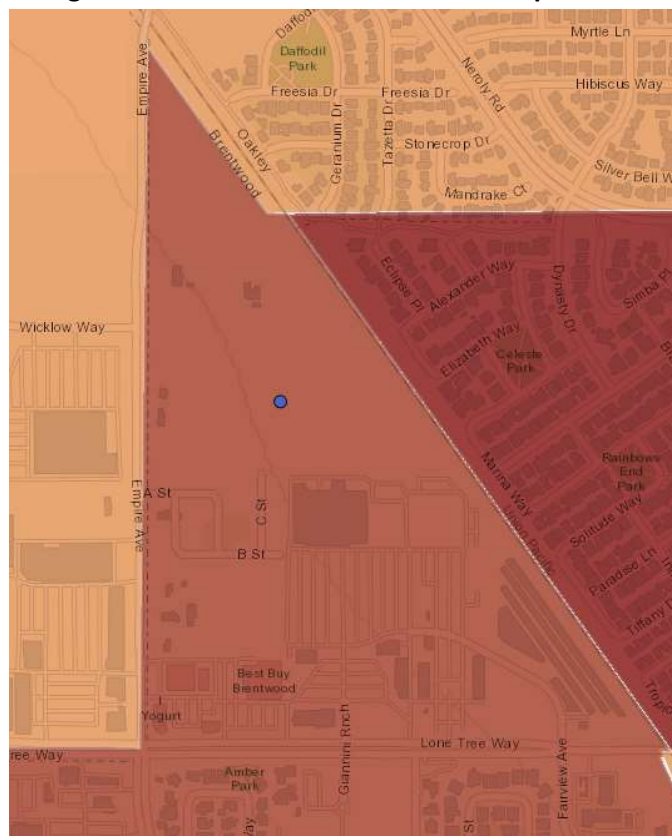 Daffodil
Myrtle Ln
Daffodil
Park
Empire Ave
Neroly Rd
Hibiscus Way
Freesia Dr
Freesia Dr
Geranium Dr
Tazetta Dr
Oakley
Brentwood
Stonecrop Dr
Silver Bell W
Mandrake Ct
Eclipse Pl
Alexander Way
Dynasty Dr
Simba
Wicklow Way
Elizabeth Way
Celeste
Park
Rainbows
End
Park
Marina Way
Union Pacific
Solitude Way
A St
C St
B St
Empire Ave
Paradise Ln
Tiffany
Best Buy
Brentwood
I
Yogurt
Giannini Rnch
Tropic
Lone Tree Way
ree Way
Amber
Park
Fairview Ave
Way
St